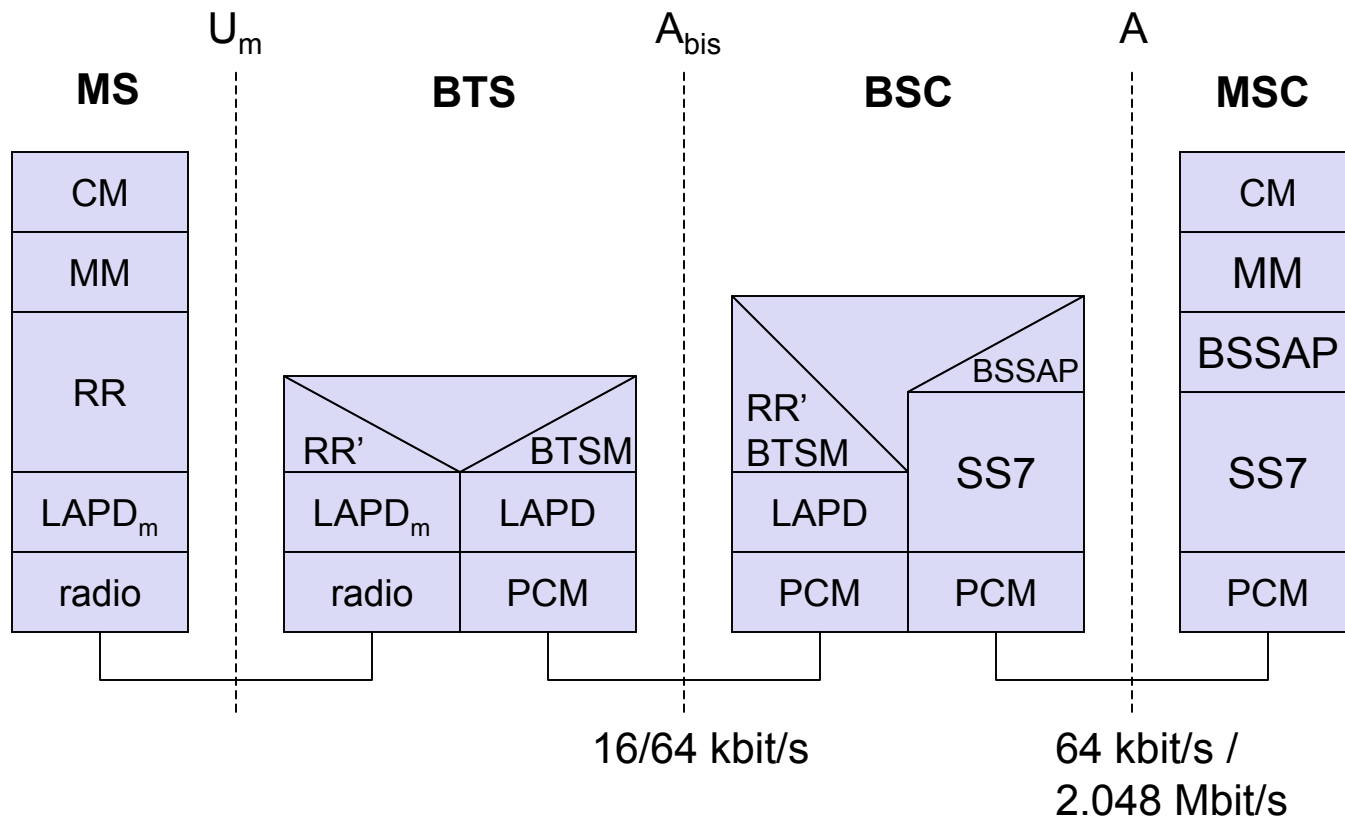 Um Abis A
MS BTS BSC MSC
CM CM
MM MM
RR BSSAP BSSAP
RR’ BTSM RR’
BTSM SS7 SS7
LAPDm LAPDm LAPD LAPD
radio radio PCM PCM PCM PCM
16/64 kbit/s 64 kbit/s /
2.048 Mbit/s